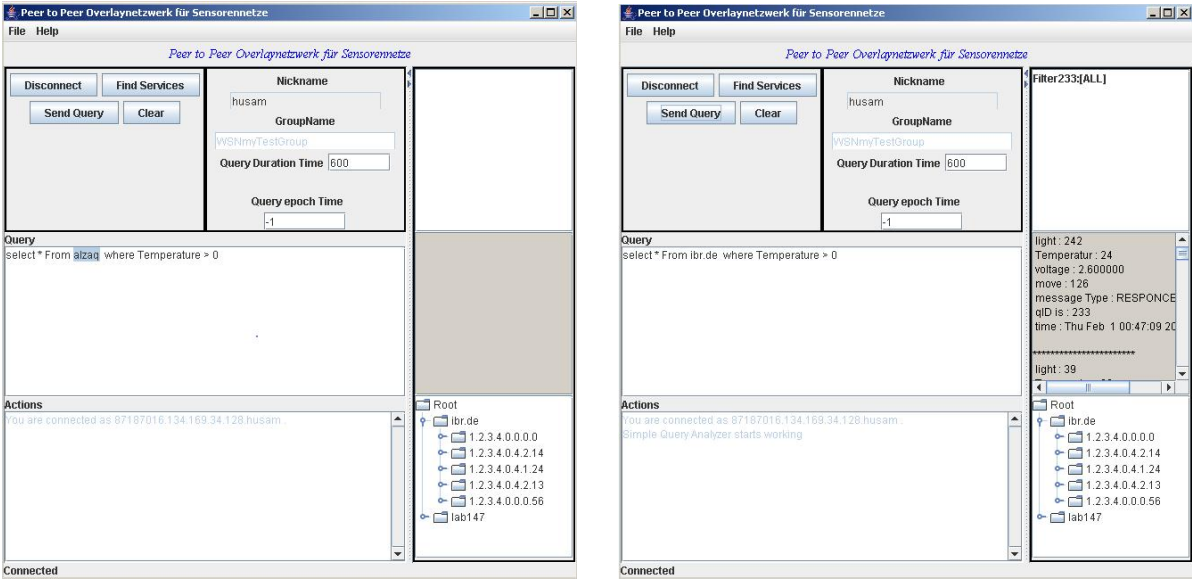 Peer to Peer Overlaynetzwerk für Sensorennetze
File Help
Peer to Peer Overlaynetzwerk für Sensorennetze
Disconnect Find Services
Send Query Clear
Nickname
husam
GroupName
WSNmyTestGroup
Query Duration Time 600
Query epoch Time
-1
Query
select * From alzaq where Temperature > 0
Actions
You are connected as 87187016.134.169.34.128.husam .
Root
ibr.de
1.2.3.4.0.0.0.0
1.2.3.4.0.4.2.14
1.2.3.4.0.4.1.24
1.2.3.4.0.4.2.13
1.2.3.4.0.0.0.56
lab147
Connected
Peer to Peer Overlaynetzwerk für Sensorennetze
File Help
Peer to Peer Overlaynetzwerk für Sensorennetze
Disconnect Find Services
Send Query Clear
Nickname
husam
GroupName
WSNmyTestGroup
Query Duration Time 600
Query epoch Time
-1
Filter233:[ALL]
Query
select * From ibr.de where Temperature > 0
light : 242
Temperatur : 24
voltage : 2.600000
move : 126
message Type : RESPONCE
qID is : 233
time : Thu Feb 1 00:47:09 20
***********************
light : 39
Actions
You are connected as 87187016.134.169.34.128.husam .
Simple Query Analyzer starts working
Root
ibr.de
1.2.3.4.0.0.0.0
1.2.3.4.0.4.2.14
1.2.3.4.0.4.1.24
1.2.3.4.0.4.2.13
1.2.3.4.0.0.0.56
lab147
Connected